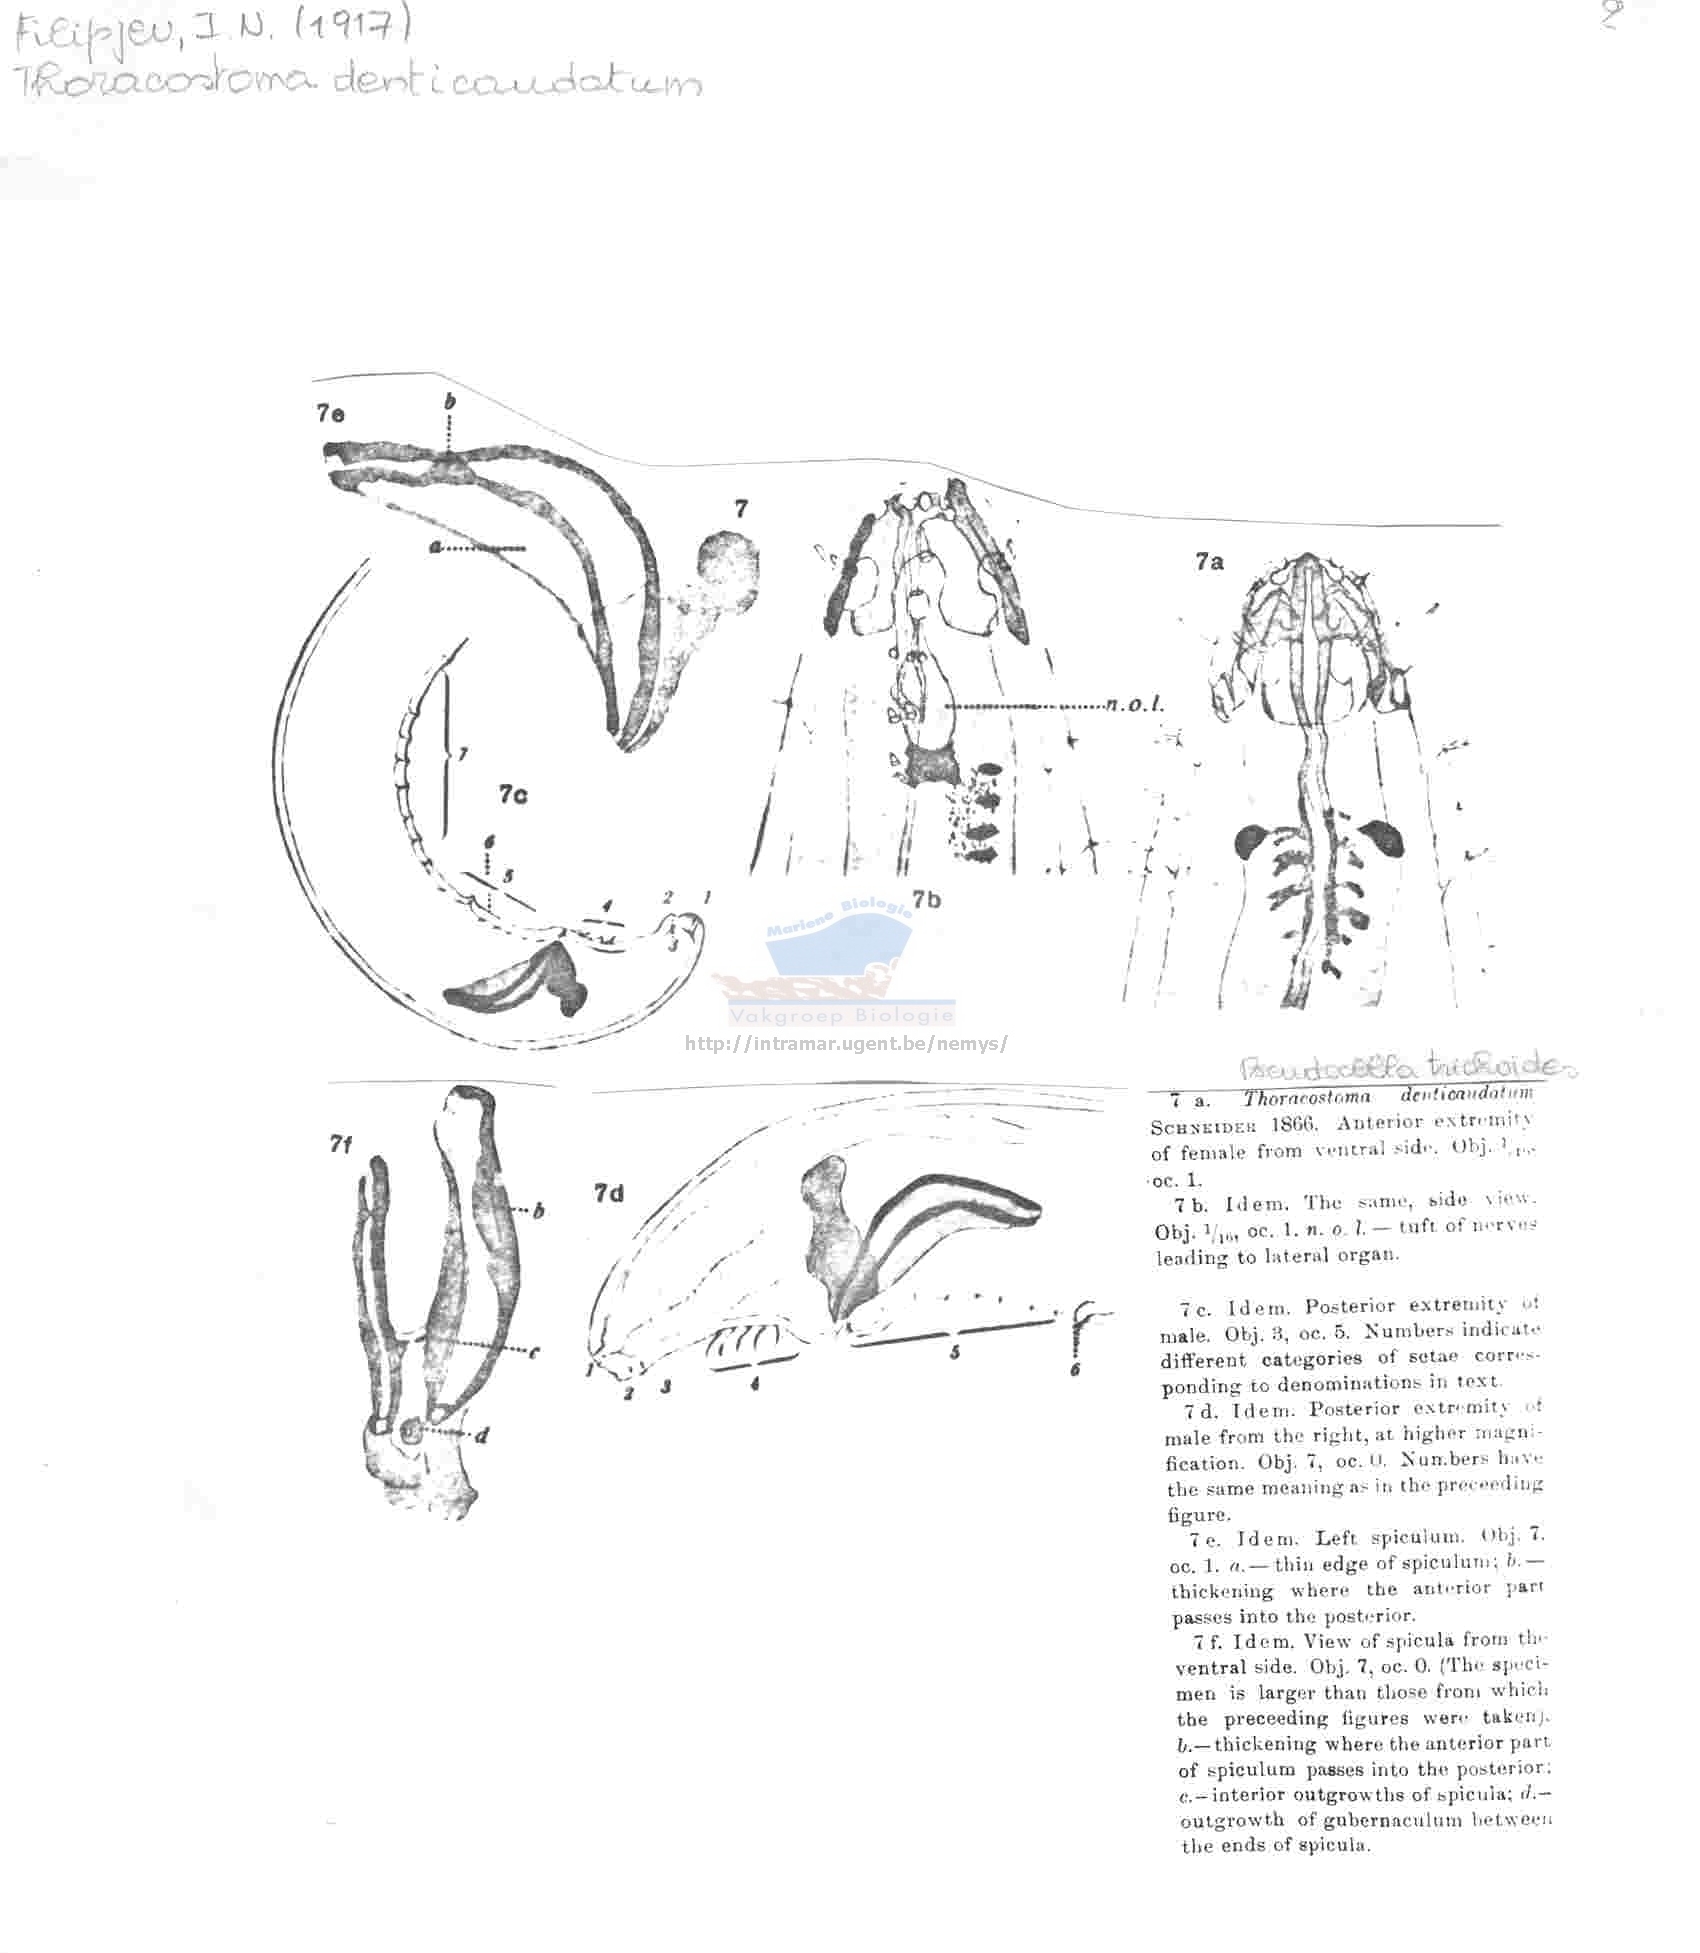 Filipjev, I.N. (1917)
2
Thoracostoma denticaudatum
7e
b
7
7a
a
n.o.l.
7
7c
6
5
4
2
1
3
7b
Mariene Biologie
Vakgroep Biologie
http://intramar.ugent.be/nemys/
7f
b
c
d
7d
1
2
3
4
5
6
7 a. Thoracostoma denticaudatum
SCHNEIDER 1866. Anterior extremity
of female from ventral side. Obj.
oc. 1.
7 b. Idem. The same, side view.
Obj. 1/16, oc. 1. n. o. l. — tuft of nerves
leading to lateral organ.
7 c. Idem. Posterior extremity of
male. Obj. 3, oc. 5. Numbers indicate
different categories of setae corres-
ponding to denominations in text.
7 d. Idem. Posterior extremity of
male from the right, at higher magni-
fication. Obj. 7, oc. 0. Numbers have
the same meaning as in the preceeding
figure.
7 e. Idem. Left spiculum. Obj. 7.
oc. 1. a.— thin edge of spiculum; b.—
thickening where the anterior part
passes into the posterior.
7 f. Idem. View of spicula from the
ventral side. Obj. 7, oc. 0. (The speci-
men is larger than those from which
the preceeding figures were taken).
b.—thickening where the anterior part
of spiculum passes into the posterior;
c.—interior outgrowths of spicula; d.—
outgrowth of gubernaculum between
the ends of spicula.